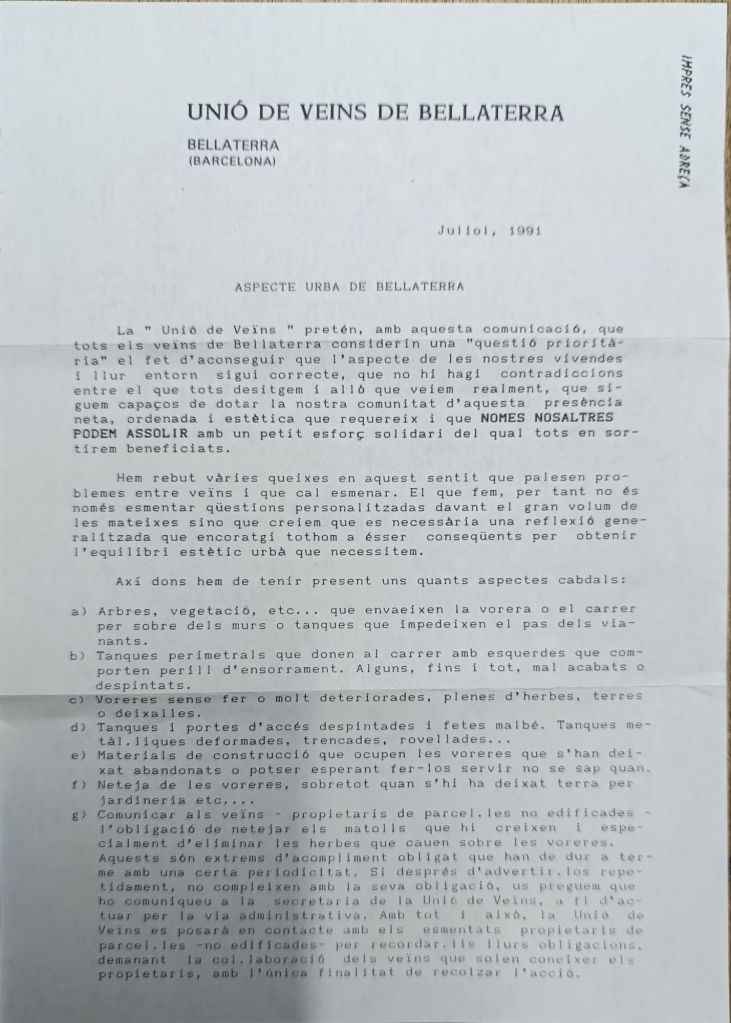 IMPRES SENSE ADREÇA
UNIÓ DE VEINS DE BELLATERRA
BELLATERRA
(BARCELONA)
Juliol, 1991
ASPECTE URBA DE BELLATERRA
La " Unió de Veïns " pretén, amb aquesta comunicació, que
tots els veïns de Bellaterra considerin una "questió priorità-
ria" el fet d'aconseguir que l'aspecte de les nostres vivendes
i llur entorn sigui correcte, que no hi hagi contradiccions
entre el que tots desitgem i allò que veiem realment, que si-
guem capaços de dotar la nostra comunitat d'aquesta presència
neta, ordenada i estètica que requereix i que NOMES NOSALTRES
PODEM ASSOLIR amb un petit esforç solidari del qual tots en sor-
tirem beneficiats.
Hem rebut vàries queixes en aquest sentit que palesen pro-
blemes entre veïns i que cal esmenar. El que fem, per tant no és
només esmentar qüestions personalitzades davant el gran volum de
les mateixes sino que creiem que es necessària una reflexió gene-
ralitzada que encoratgi tothom a ésser conseqüents per obtenir
l'equilibri estètic urbà que necessitem.
Axí dons hem de tenir present uns quants aspectes cabdals:
a) Arbres, vegetació, etc... que envaeixen la vorera o el carrer
per sobre dels murs o tanques que impedeixen el pas dels via-
nants.
b) Tanques perimetrals que donen al carrer amb esquerdes que com-
porten perill d'ensorrament. Alguns, fins i tot, mal acabats o
despintats.
c) Voreres sense fer o molt deteriorades, plenes d'herbes, terres
o deixalles.
d) Tanques i portes d'accés despintades i fetes malbé. Tanques me-
tàl.liques deformades, trencades, rovellades...
e) Materials de construcció que ocupen les voreres que s'han dei-
xat abandonats o potser esperant fer-los servir no se sap quan.
f) Neteja de les voreres, sobretot quan s'hi ha deixat terra per
jardineria etc....
g) Comunicar als veïns - propietaris de parcel.les no edificades -
l'obligació de netejar els matolls que hi creixen i espe-
cialment d'eliminar les herbes que cauen sobre les voreres.
Aquests són extrems d'acompliment obligat que han de dur a ter-
me amb una certa periodicitat. Si després d'advertir.los repe-
tidament, no compleixen amb la seva obligació, us preguem que
ho comuniqueu a la secretaria de la Unió de Veïns, a fi d'ac-
tuar per la via administrativa. Amb tot i això, la Unió de
Veïns es posarà en contacte amb els esmentats propietaris de
parcel.les -no edificades- per recordar.lis llurs obligacions,
demanant la col.laboració dels veïns que solen coneixer els
propietaris, amb l'única finalitat de recolzar l'acció.